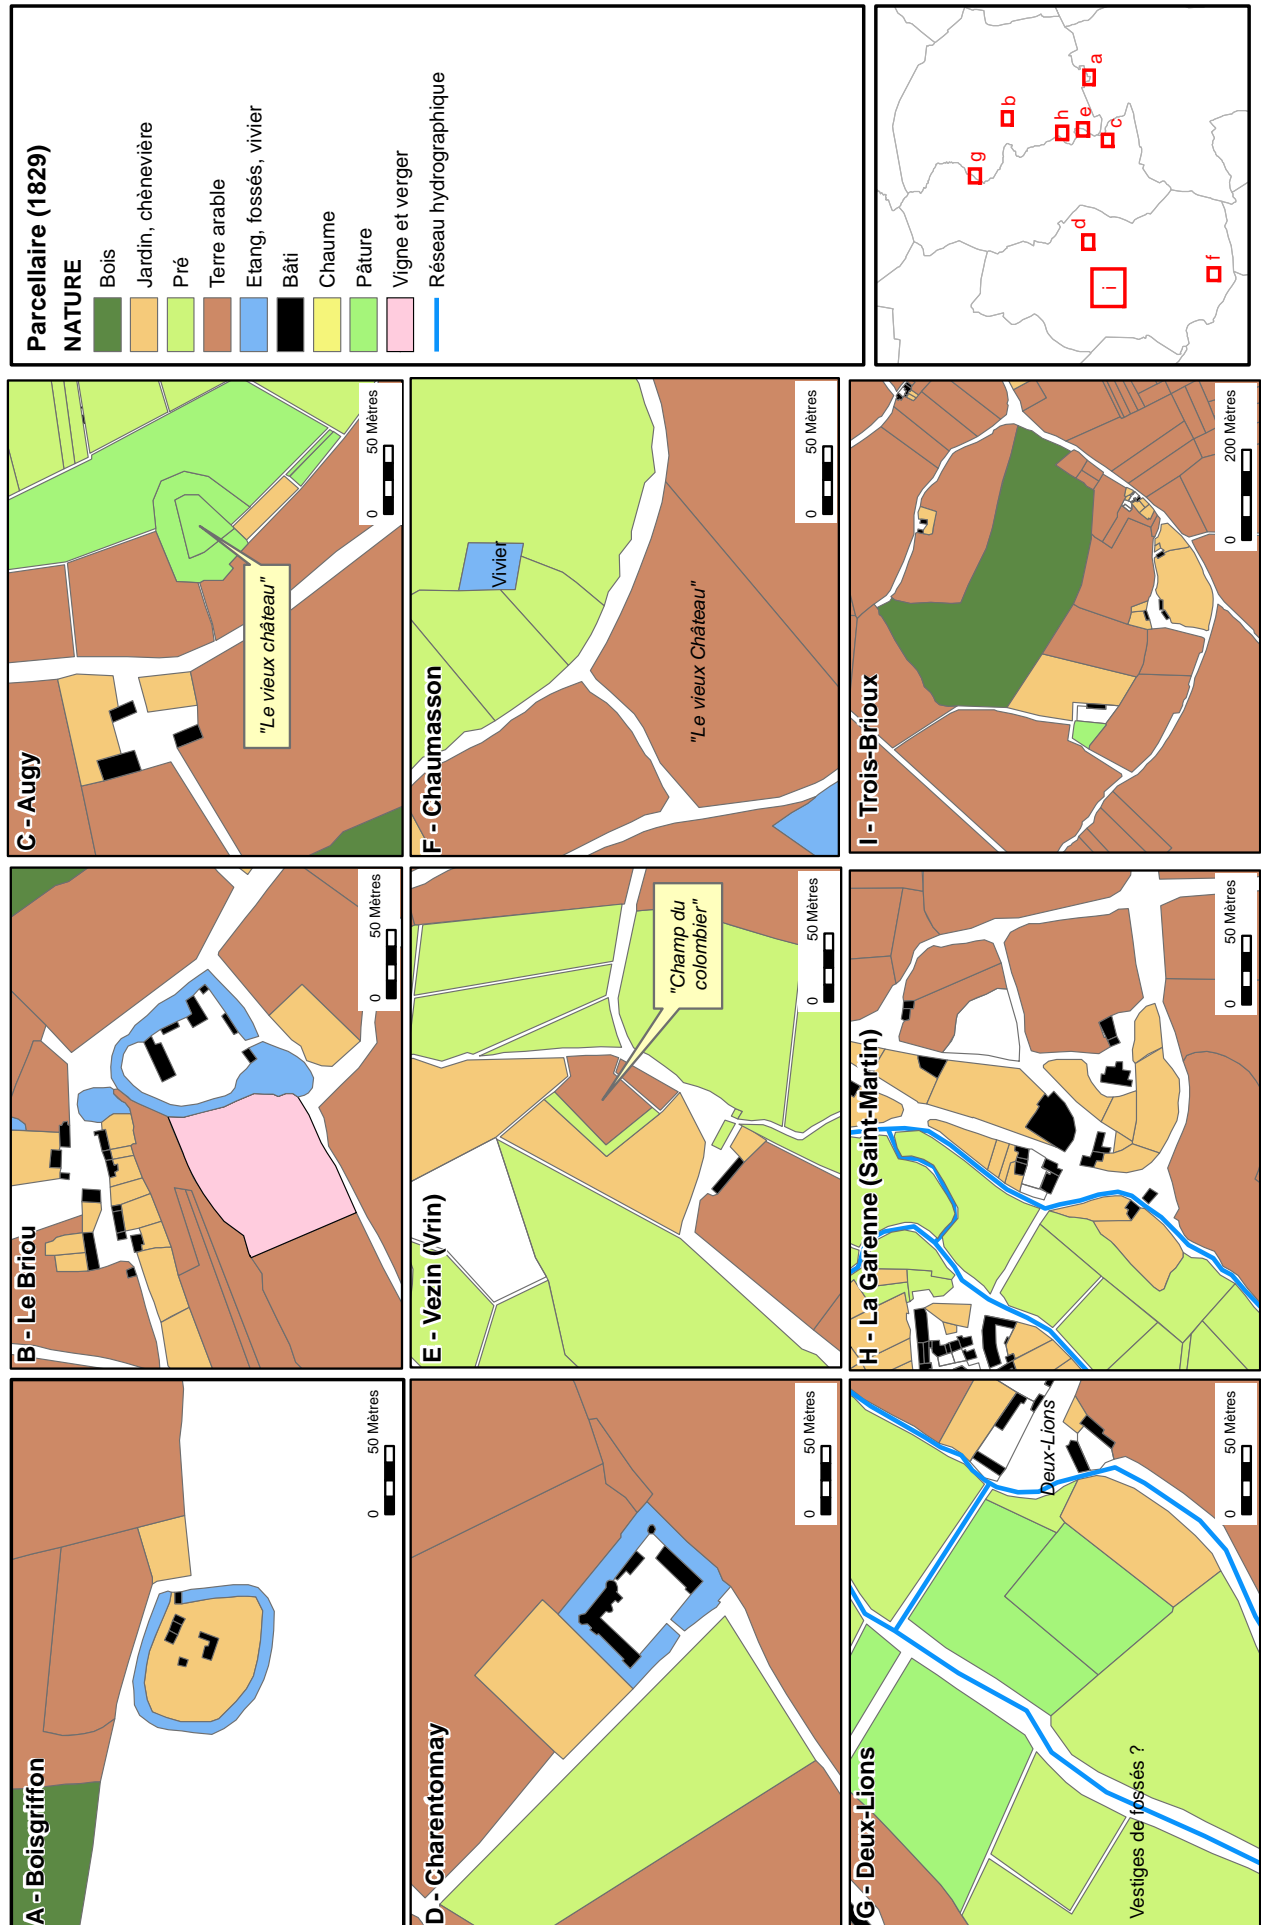 A - Boisgriffon
0 50 Mètres
B - Le Briou
0 50 Mètres
C - Augy
"Le vieux château"
0 50 Mètres
Parcellaire (1829)
NATURE
Bois
Jardin, chènevière
Pré
Terre arable
Etang, fossés, vivier
Bâti
Chaume
Pâture
Vigne et verger
Réseau hydrographique
D - Charentonnay
0 50 Mètres
E - Vezin (Vrin)
"Champ du
colombier"
0 50 Mètres
F - Chaumasson
Vivier
"Le vieux Château"
0 50 Mètres
G - Deux-Lions
Deux-Lions
Vestiges de fossés ?
0 50 Mètres
H - La Garenne (Saint-Martin)
0 50 Mètres
I - Trois-Brioux
0 200 Mètres
g
b
h
e
a
c
d
i
f